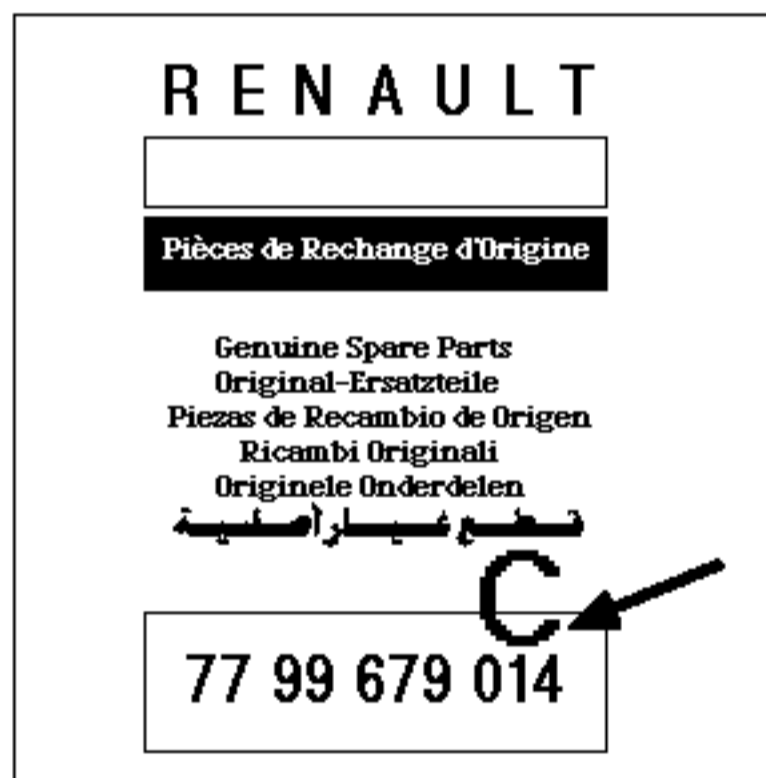 RENAULT
Pièces de Rechange d'Origine
Genuine Spare Parts
Original-Ersatzteile
Piezas de Recambio de Origen
Ricambi Originali
Originele Onderdelen
قطع غيار أصلية
C
77 99 679 014